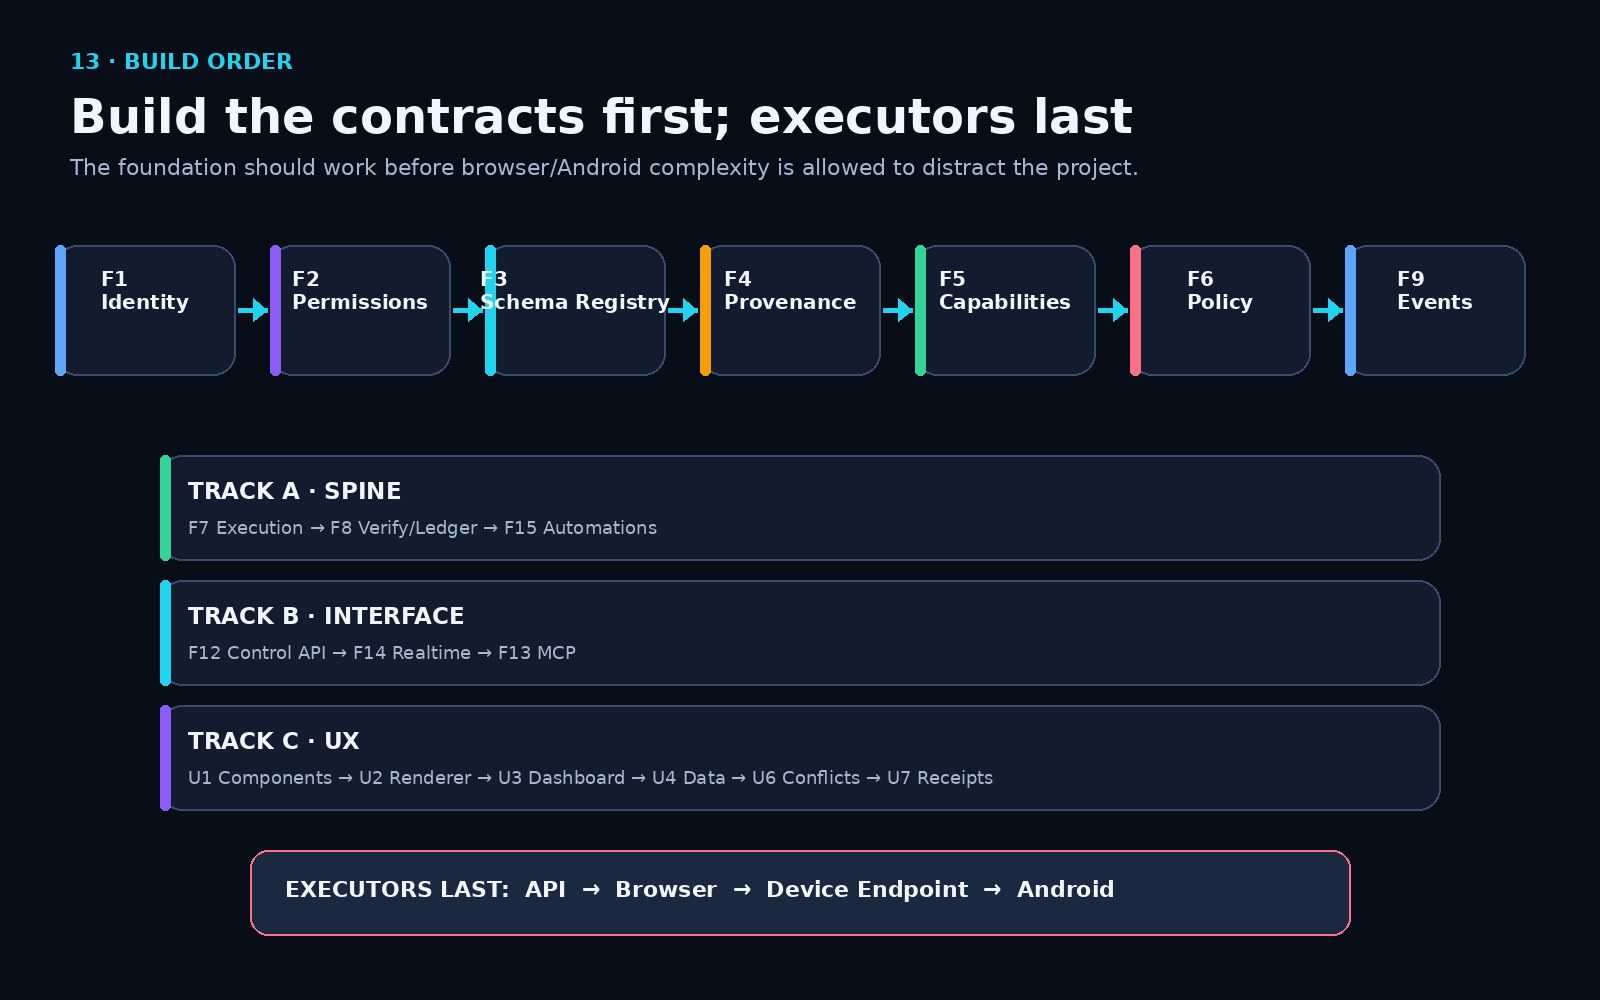 13 · BUILD ORDER
Build the contracts first; executors last
The foundation should work before browser/Android complexity is allowed to distract the project.
F1
Identity
F2
Permissions
F3
Schema Registry
F4
Provenance
F5
Capabilities
F6
Policy
F9
Events
TRACK A · SPINE
F7 Execution → F8 Verify/Ledger → F15 Automations
TRACK B · INTERFACE
F12 Control API → F14 Realtime → F13 MCP
TRACK C · UX
U1 Components → U2 Renderer → U3 Dashboard → U4 Data → U6 Conflicts → U7 Receipts
EXECUTORS LAST: API → Browser → Device Endpoint → Android